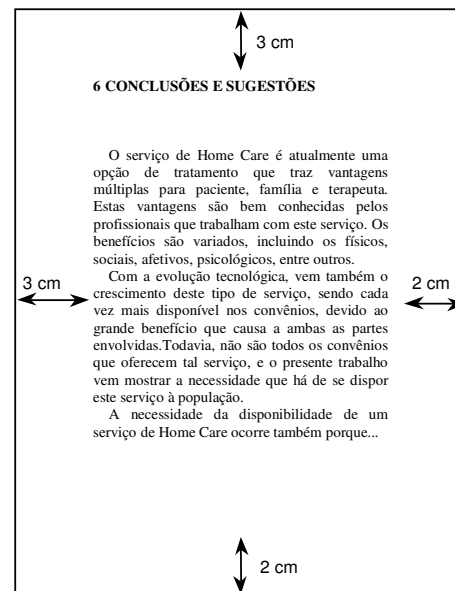 3 cm
6 CONCLUSÕES E SUGESTÕES
O serviço de Home Care é atualmente uma
opção de tratamento que traz vantagens
múltiplas para paciente, família e terapeuta.
Estas vantagens são bem conhecidas pelos
profissionais que trabalham com este serviço. Os
benefícios são variados, incluindo os físicos,
sociais, afetivos, psicológicos, entre outros.
Com a evolução tecnológica, vem também o
3 cm
crescimento deste tipo de serviço, sendo cada
2 cm
vez mais disponível nos convênios, devido ao
grande benefício que causa a ambas as partes
envolvidas.Todavia, não são todos os convênios
que oferecem tal serviço, e o presente trabalho
vem mostrar a necessidade que há de se dispor
este serviço à população.
A necessidade da disponibilidade de um
serviço de Home Care ocorre também porque...
2 cm